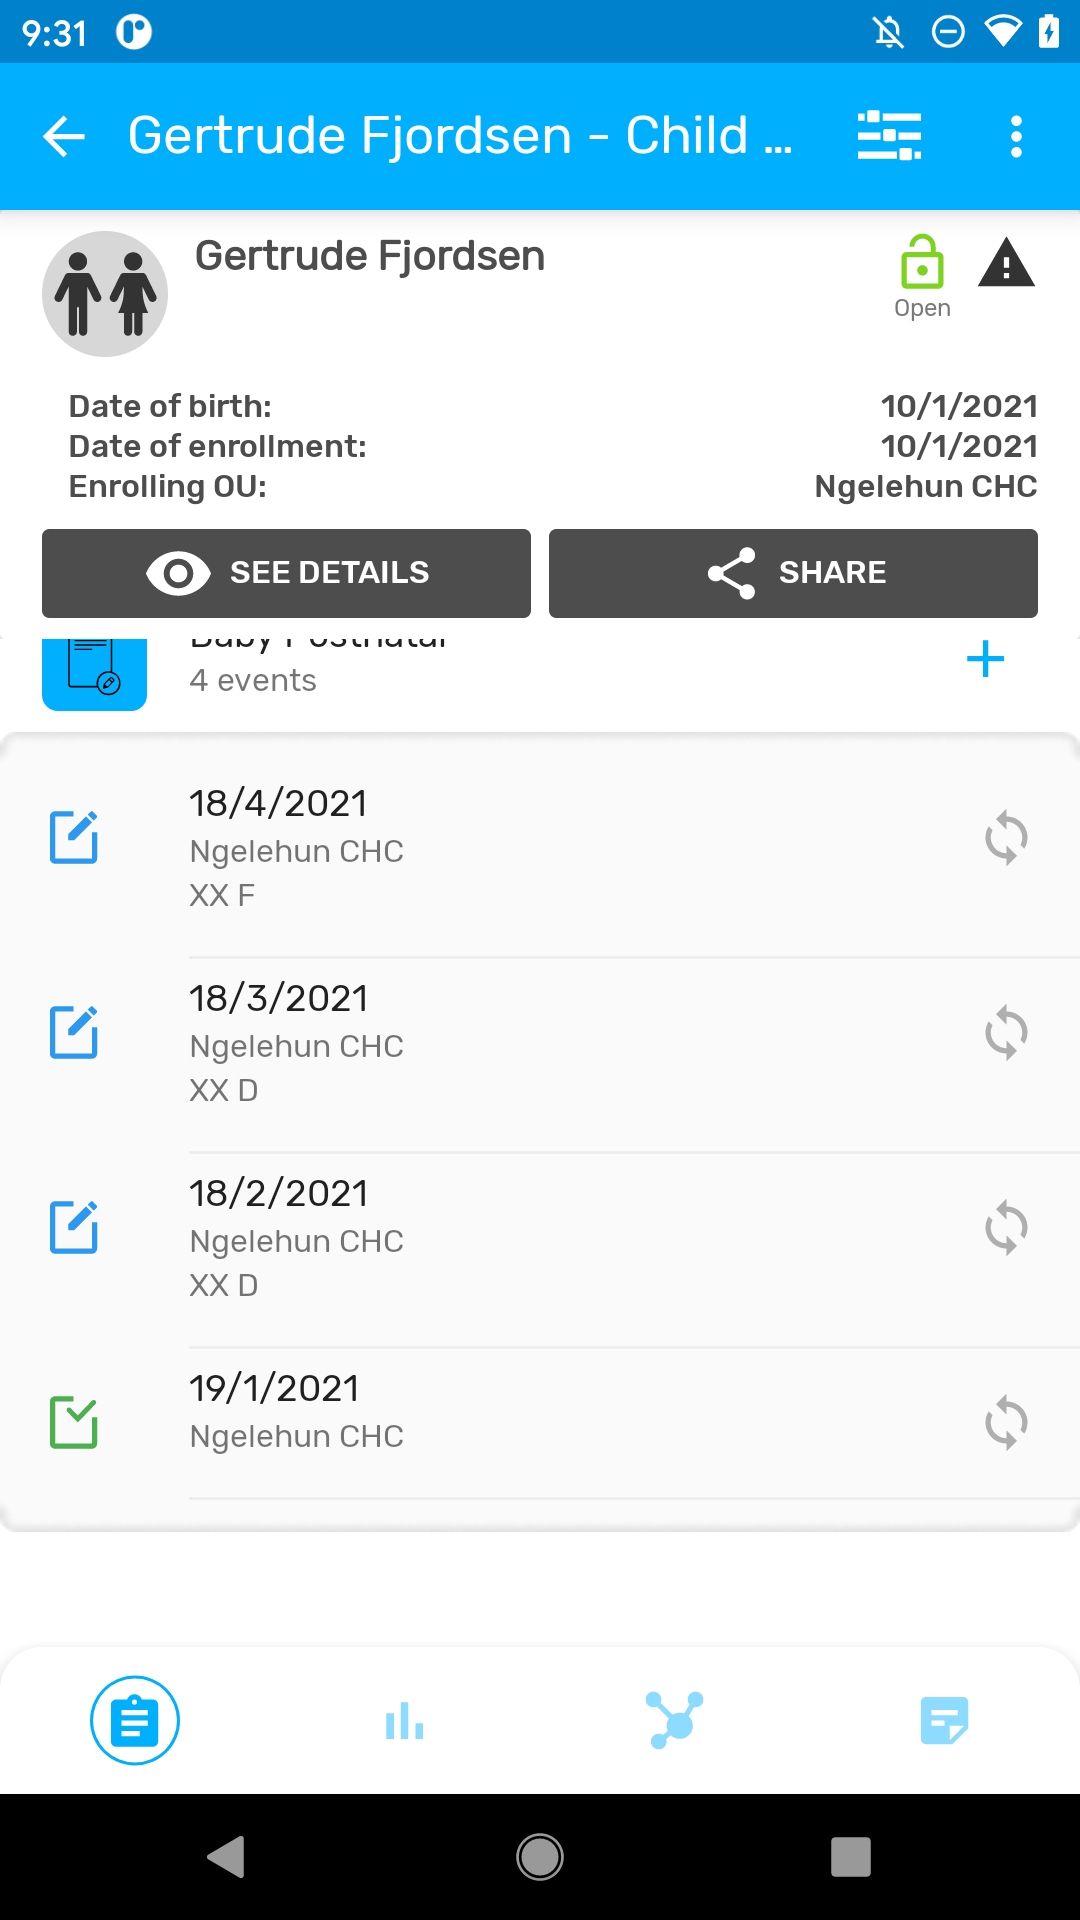 9:31
Gertrude Fjordsen - Child ...
Gertrude Fjordsen
Open
Date of birth: 10/1/2021
Date of enrollment: 10/1/2021
Enrolling OU: Ngelehun CHC
SEE DETAILS
SHARE
Baby Postnatal
4 events
18/4/2021
Ngelehun CHC
XX F
18/3/2021
Ngelehun CHC
XX D
18/2/2021
Ngelehun CHC
XX D
19/1/2021
Ngelehun CHC